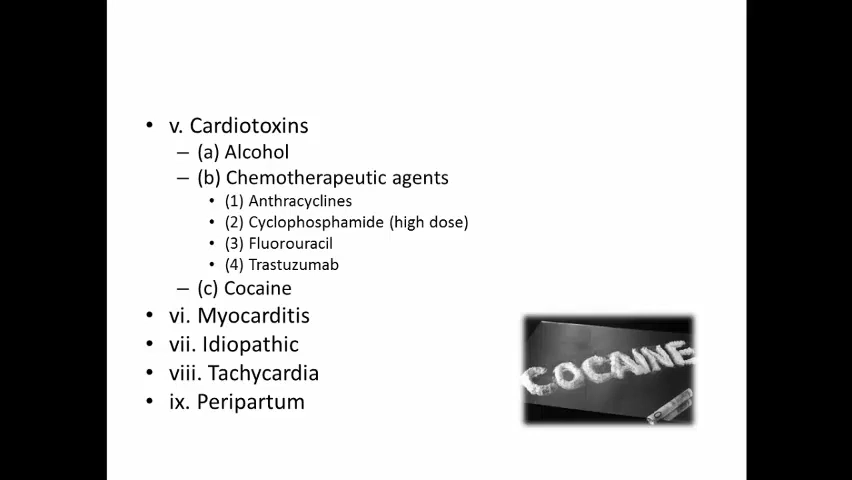 • v. Cardiotoxins
– (a) Alcohol
– (b) Chemotherapeutic agents
• (1) Anthracyclines
• (2) Cyclophosphamide (high dose)
• (3) Fluorouracil
• (4) Trastuzumab
– (c) Cocaine
• vi. Myocarditis
• vii. Idiopathic
• viii. Tachycardia
• ix. Peripartum
COCAINE